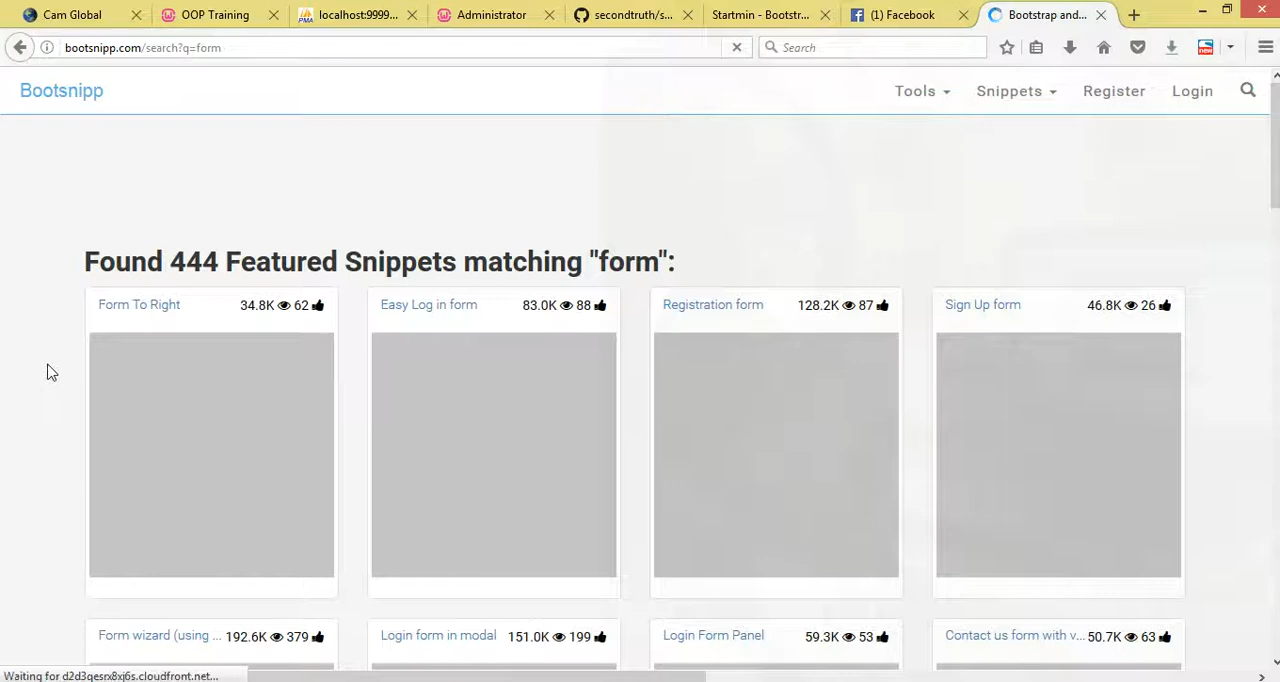 Cam Global
OOP Training
localhost:9999...
Administrator
secondtruth/s...
Startmin - Bootstr...
(1) Facebook
Bootstrap and...
bootsnipp.com/search?q=form
Search
Bootsnipp
Tools
Snippets
Register
Login
Found 444 Featured Snippets matching "form":
Form To Right 34.8K 62
Easy Log in form 83.0K 88
Registration form 128.2K 87
Sign Up form 46.8K 26
Form wizard (using ... 192.6K 379
Login form in modal 151.0K 199
Login Form Panel 59.3K 53
Contact us form with v... 50.7K 63
Waiting for d2d3qesrx8xj6s.cloudfront.net...